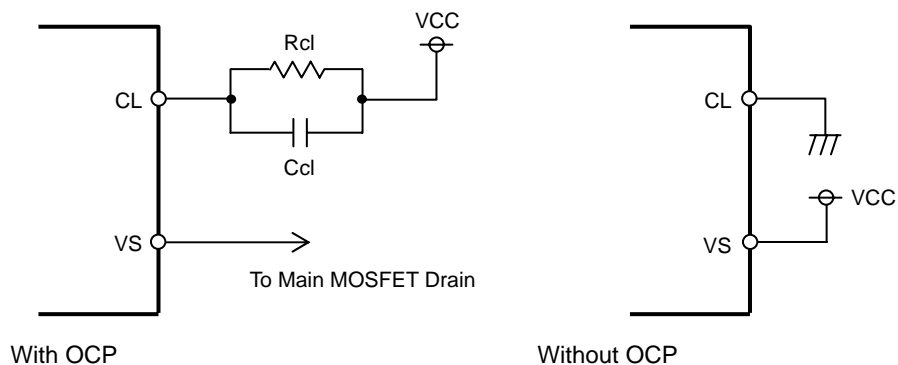 VCC
Rcl
CL
Ccl
VS
To Main MOSFET Drain
With OCP
CL
VCC
VS
Without OCP